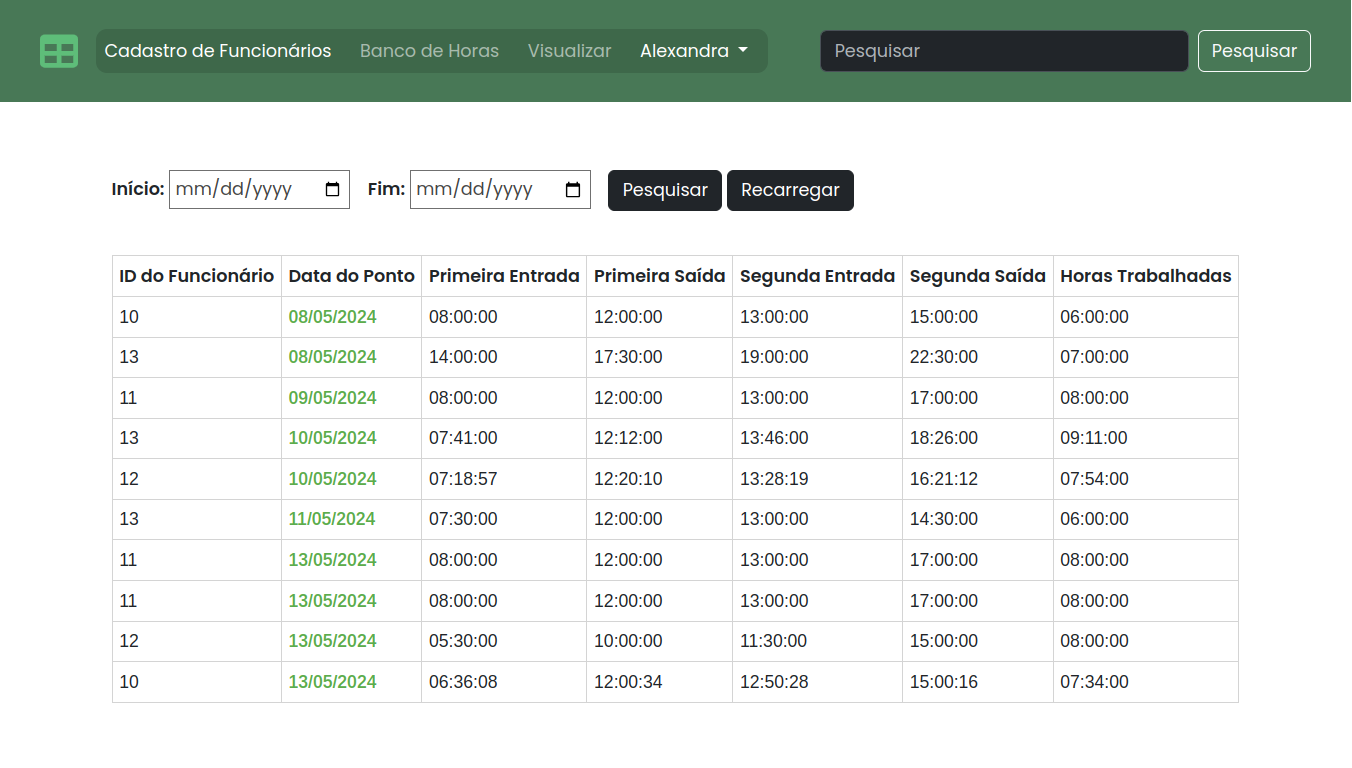 Cadastro de Funcionários Banco de Horas Visualizar Alexandra Pesquisar Pesquisar
Início: mm/dd/yyyy Fim: mm/dd/yyyy Pesquisar Recarregar
ID do Funcionário Data do Ponto Primeira Entrada Primeira Saída Segunda Entrada Segunda Saída Horas Trabalhadas
10 08/05/2024 08:00:00 12:00:00 13:00:00 15:00:00 06:00:00
13 08/05/2024 14:00:00 17:30:00 19:00:00 22:30:00 07:00:00
11 09/05/2024 08:00:00 12:00:00 13:00:00 17:00:00 08:00:00
13 10/05/2024 07:41:00 12:12:00 13:46:00 18:26:00 09:11:00
12 10/05/2024 07:18:57 12:20:10 13:28:19 16:21:12 07:54:00
13 11/05/2024 07:30:00 12:00:00 13:00:00 14:30:00 06:00:00
11 13/05/2024 08:00:00 12:00:00 13:00:00 17:00:00 08:00:00
11 13/05/2024 08:00:00 12:00:00 13:00:00 17:00:00 08:00:00
12 13/05/2024 05:30:00 10:00:00 11:30:00 15:00:00 08:00:00
10 13/05/2024 06:36:08 12:00:34 12:50:28 15:00:16 07:34:00